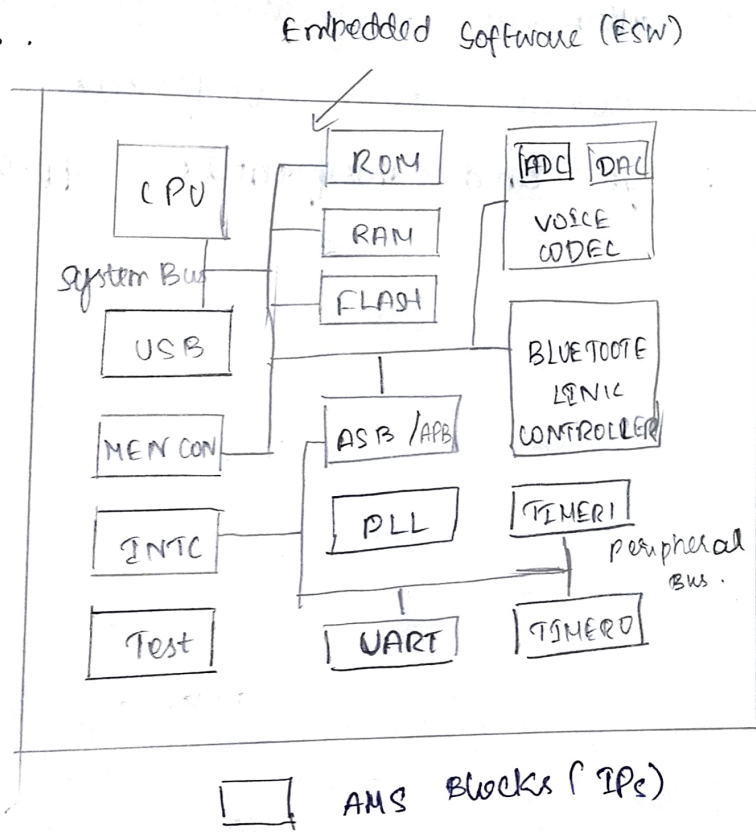 Embedded Software (ESW)
CPU
ROM
ADC
DAC
VOICE
CODEC
RAM
System Bus
FLASH
USB
BLUETOOTE
LINK
CONTROLLER
MEN CON
ASB/APB
INTC
PLL
TIMER1
Peripheral
Bus.
Test
UART
TIMER0
AMS Blocks (IPs)